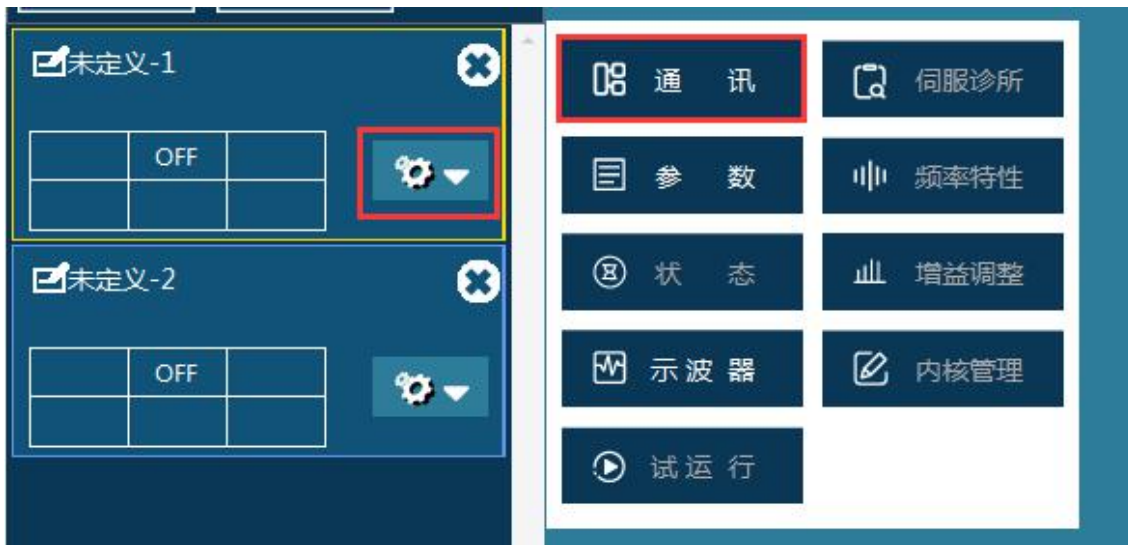 未定义-1
OFF
未定义-2
OFF
通 讯
伺服诊所
参 数
频率特性
状 态
增益调整
示波器
内核管理
试运行